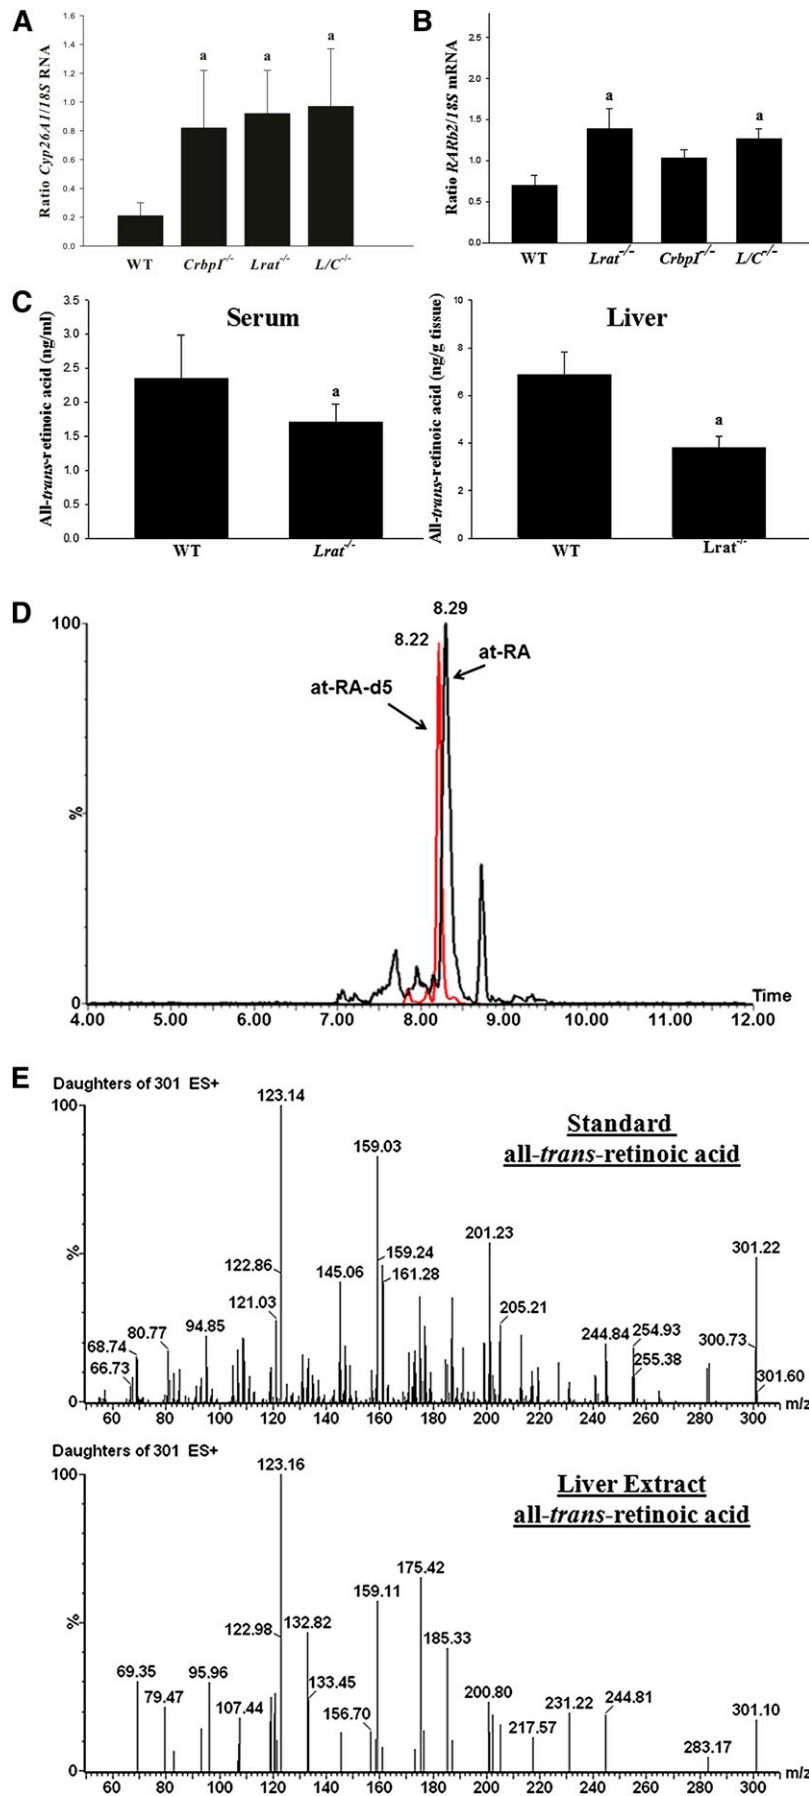 A
Ratio Cyp26A1/18S RNA
1.6
1.4
1.2
1.0
0.8
0.6
0.4
0.2
0.0
a
a
a
WT
CrbpI-/-
Lrat-/-
L/C-/-
B
Ratio RARb2/18S mRNA
2.5
2.0
1.5
1.0
0.5
0.0
a
a
WT
Lrat-/-
CrbpI-/-
L/C-/-
C
Serum
All-trans-retinoic acid (ng/ml)
3.5
3.0
2.5
2.0
1.5
1.0
0.5
0.0
a
WT
Lrat-/-
Liver
All-trans-retinoic acid (ng/g tissue)
10
8
6
4
2
0
a
WT
Lrat-/-
D
100
%
0
8.29
8.22
at-RA
at-RA-d5
Time
4.00 5.00 6.00 7.00 8.00 9.00 10.00 11.00 12.00
E
Daughters of 301 ES+
Standard
all-trans-retinoic acid
100
%
0
123.14
159.03
201.23
301.22
122.86
159.24
145.06
161.28
121.03
205.21
94.85
80.77
68.74
66.73
244.84
254.93
255.38
300.73
301.60
m/z
60 80 100 120 140 160 180 200 220 240 260 280 300
Daughters of 301 ES+
Liver Extract
all-trans-retinoic acid
100
%
0
123.16
175.42
159.11
122.98
132.82
185.33
69.35
95.96
133.45
79.47
107.44
156.70
200.80
231.22
244.81
217.57
301.10
283.17
m/z
60 80 100 120 140 160 180 200 220 240 260 280 300